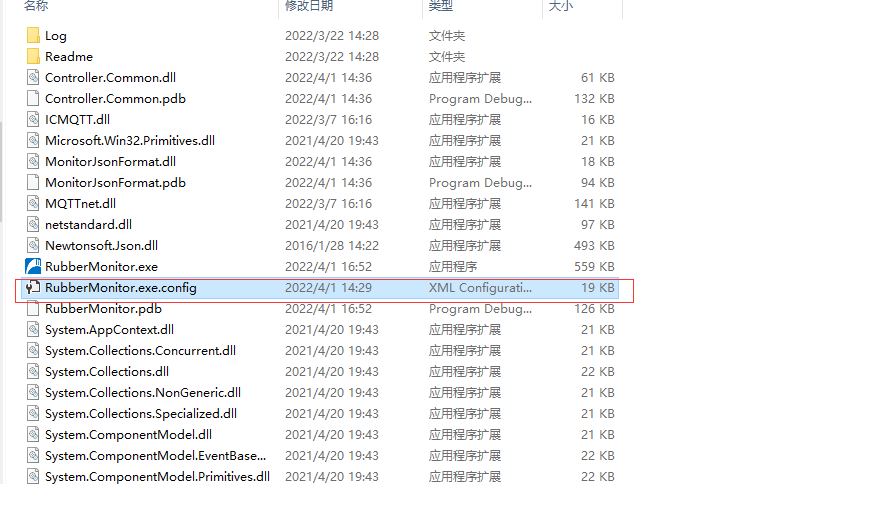 名称 修改日期 类型 大小
Log 2022/3/22 14:28 文件夹
Readme 2022/3/22 14:28 文件夹
Controller.Common.dll 2022/4/1 14:36 应用程序扩展 61 KB
Controller.Common.pdb 2022/4/1 14:36 Program Debug... 132 KB
ICMQTT.dll 2022/3/7 16:16 应用程序扩展 16 KB
Microsoft.Win32.Primitives.dll 2021/4/20 19:43 应用程序扩展 21 KB
MonitorJsonFormat.dll 2022/4/1 14:36 应用程序扩展 18 KB
MonitorJsonFormat.pdb 2022/4/1 14:36 Program Debug... 94 KB
MQTTnet.dll 2022/3/7 16:16 应用程序扩展 141 KB
netstandard.dll 2021/4/20 19:43 应用程序扩展 97 KB
Newtonsoft.Json.dll 2016/1/28 14:22 应用程序扩展 493 KB
RubberMonitor.exe 2022/4/1 16:52 应用程序 559 KB
RubberMonitor.exe.config 2022/4/1 14:29 XML Configurati... 19 KB
RubberMonitor.pdb 2022/4/1 16:52 Program Debug... 126 KB
System.AppContext.dll 2021/4/20 19:43 应用程序扩展 21 KB
System.Collections.Concurrent.dll 2021/4/20 19:43 应用程序扩展 21 KB
System.Collections.dll 2021/4/20 19:43 应用程序扩展 22 KB
System.Collections.NonGeneric.dll 2021/4/20 19:43 应用程序扩展 21 KB
System.Collections.Specialized.dll 2021/4/20 19:43 应用程序扩展 21 KB
System.ComponentModel.dll 2021/4/20 19:43 应用程序扩展 21 KB
System.ComponentModel.EventBase... 2021/4/20 19:43 应用程序扩展 22 KB
System.ComponentModel.Primitives.dll 2021/4/20 19:43 应用程序扩展 22 KB